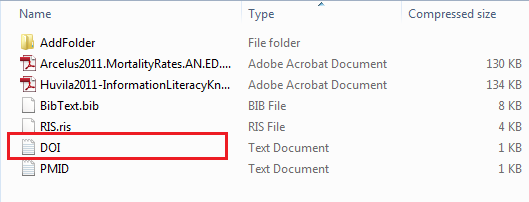 Name Type Compressed size
AddFolder File folder
Arcelus2011.MortalityRates.AN.ED.... Adobe Acrobat Document 130 KB
Huvila2011-InformationLiteracyKn... Adobe Acrobat Document 384 KB
BibText.bib BIB File 8 KB
RIS.ris RIS File 4 KB
DOI Text Document 1 KB
PMID Text Document 1 KB